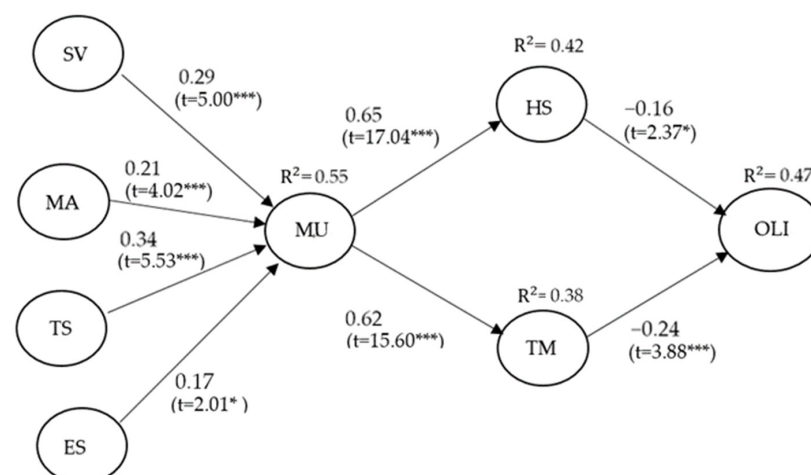 SV
0.29
(t=5.00***)
MA
0.21
(t=4.02***)
TS
0.34
(t=5.53***)
ES
0.17
(t=2.01* )
R²= 0.55
MU
0.65
(t=17.04***)
0.62
(t=15.60***)
R²= 0.42
HS
R²= 0.38
TM
−0.16
(t=2.37*)
−0.24
(t=3.88***)
R²= 0.47
OLI